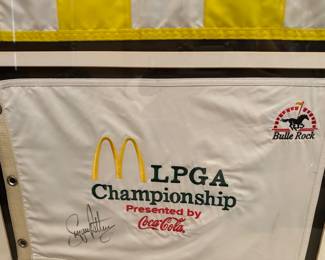 Bulle Rock
LPGA
Championship
Presented by
Coca-Cola